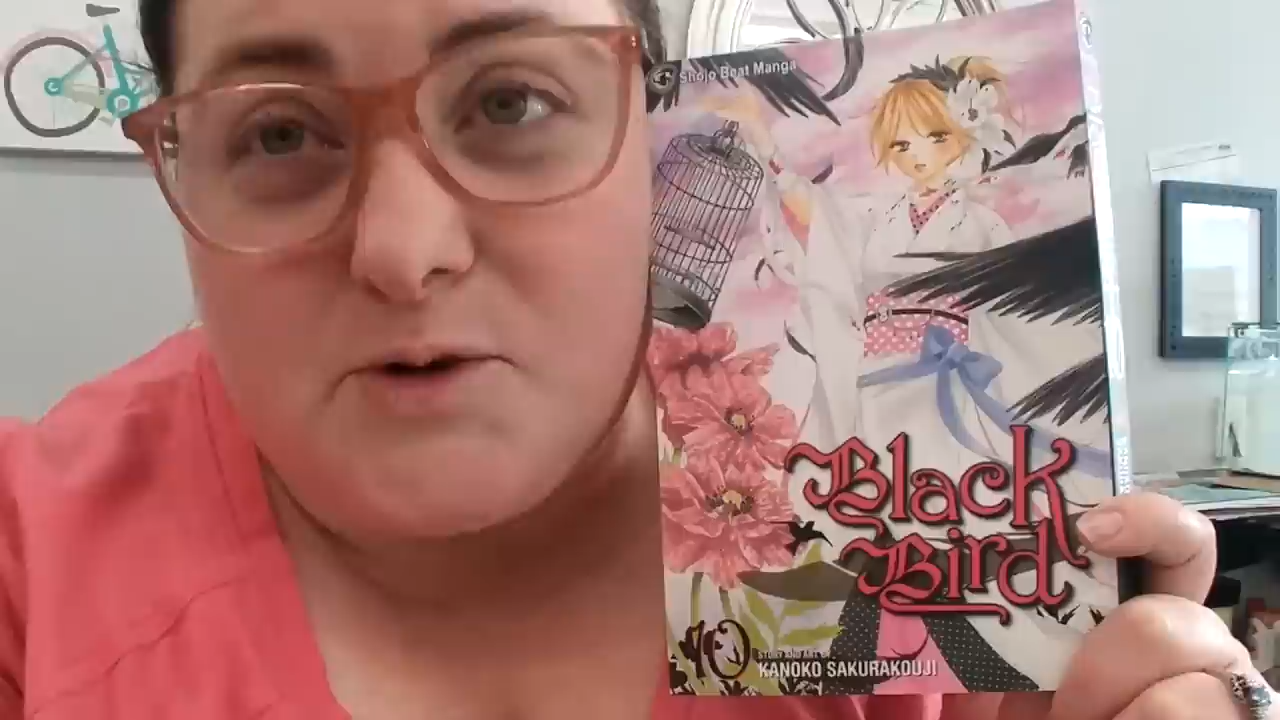 Shojo Beat Manga
Black
Bird
10
STORY AND ART BY
KANOKO SAKURAKOUJI